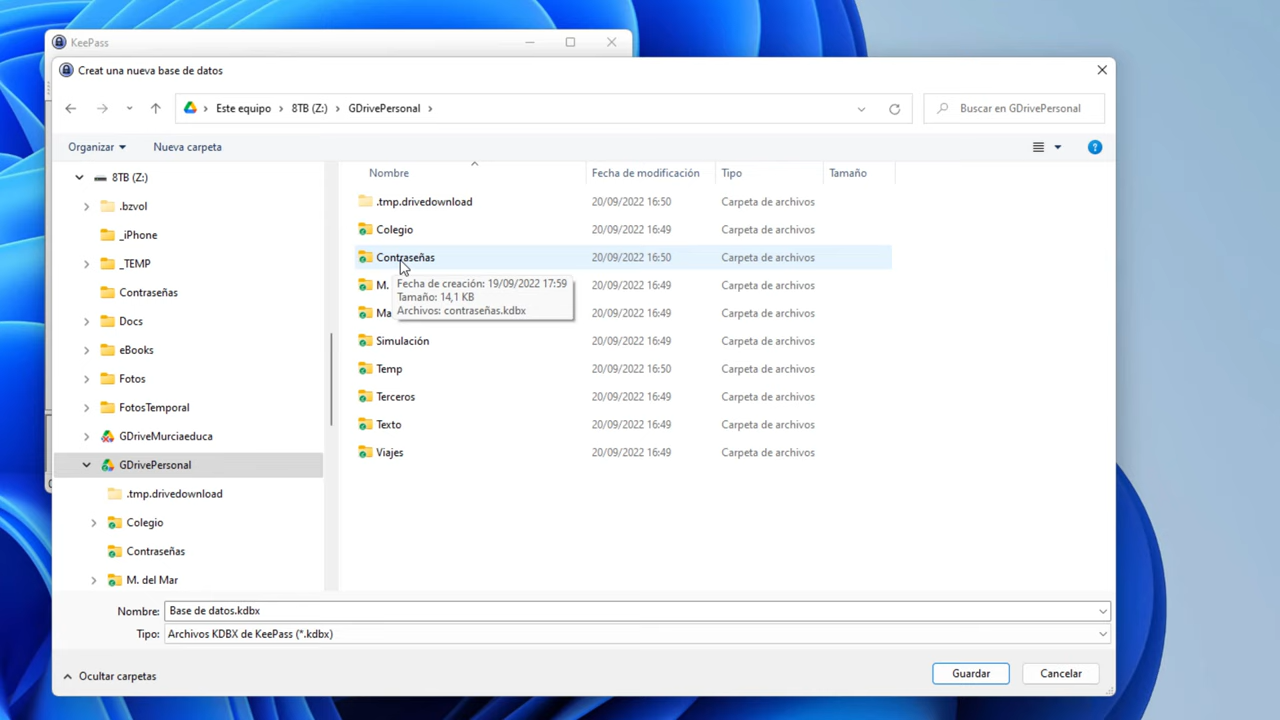 KeePass
Creat una nueva base de datos
Este equipo > 8TB (Z:) > GDrivePersonal >
Buscar en GDrivePersonal
Organizar
Nueva carpeta
?
8TB (Z:)
.bzvol
_iPhone
_TEMP
Contraseñas
Docs
eBooks
Fotos
FotosTemporal
GDriveMurciaeduca
GDrivePersonal
.tmp.drivedownload
Colegio
Contraseñas
M. del Mar
Nombre Fecha de modificación Tipo Tamaño
.tmp.drivedownload 20/09/2022 16:50 Carpeta de archivos
Colegio 20/09/2022 16:49 Carpeta de archivos
Contraseñas 20/09/2022 16:50 Carpeta de archivos
M. 20/09/2022 16:49 Carpeta de archivos
Ma 20/09/2022 16:49 Carpeta de archivos
Simulación 20/09/2022 16:49 Carpeta de archivos
Temp 20/09/2022 16:50 Carpeta de archivos
Terceros 20/09/2022 16:49 Carpeta de archivos
Texto 20/09/2022 16:49 Carpeta de archivos
Viajes 20/09/2022 16:49 Carpeta de archivos
Fecha de creación: 19/09/2022 17:59
Tamaño: 14,1 KB
Archivos: contraseñas.kdbx
Nombre: Base de datos.kdbx
Tipo: Archivos KDBX de KeePass (*.kdbx)
Ocultar carpetas
Guardar
Cancelar